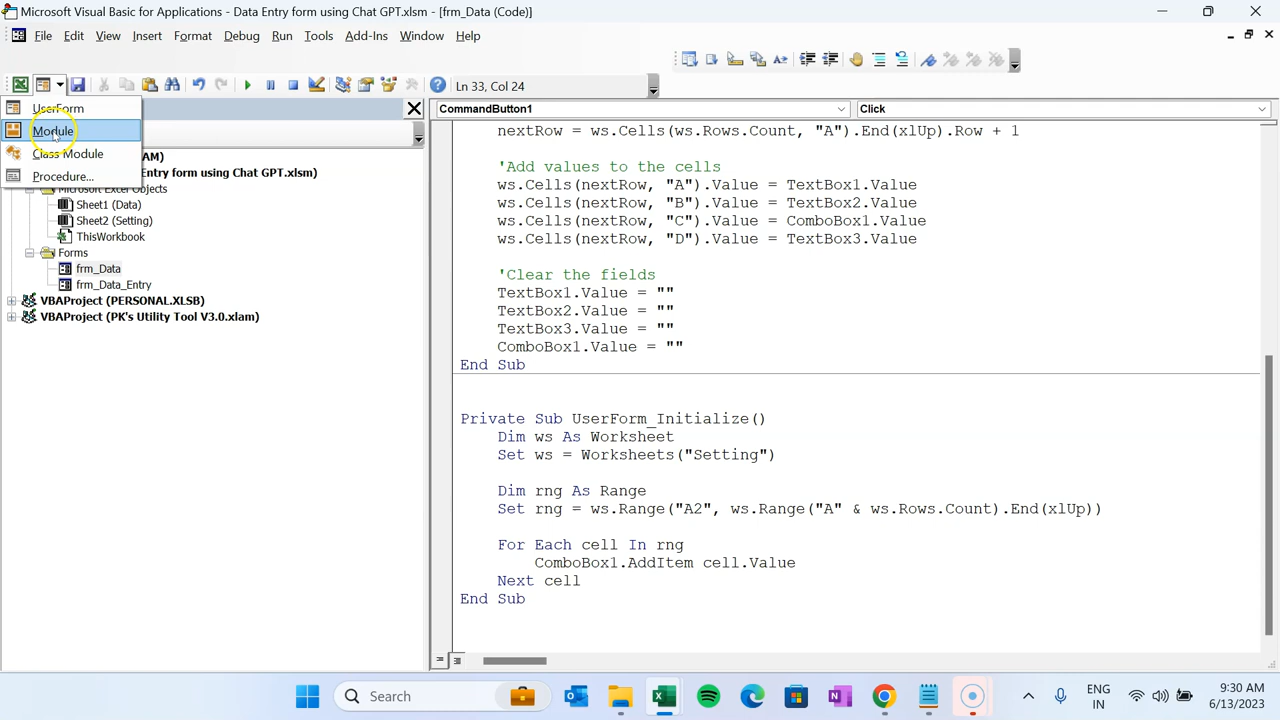 Microsoft Visual Basic for Applications - Data Entry form using Chat GPT.xlsm - [frm_Data (Code)]
File Edit View Insert Format Debug Run Tools Add-Ins Window Help
Ln 33, Col 24
UserForm
Module
Class Module
Procedure...
AM)
Entry form using Chat GPT.xlsm)
Microsoft Excel Objects
Sheet1 (Data)
Sheet2 (Setting)
ThisWorkbook
Forms
frm_Data
frm_Data_Entry
VBAProject (PERSONAL.XLSB)
VBAProject (PK's Utility Tool V3.0.xlam)
CommandButton1 Click
nextRow = ws.Cells(ws.Rows.Count, "A").End(xlUp).Row + 1
'Add values to the cells
ws.Cells(nextRow, "A").Value = TextBox1.Value
ws.Cells(nextRow, "B").Value = TextBox2.Value
ws.Cells(nextRow, "C").Value = ComboBox1.Value
ws.Cells(nextRow, "D").Value = TextBox3.Value
'Clear the fields
TextBox1.Value = ""
TextBox2.Value = ""
TextBox3.Value = ""
ComboBox1.Value = ""
End Sub
Private Sub UserForm_Initialize()
Dim ws As Worksheet
Set ws = Worksheets("Setting")
Dim rng As Range
Set rng = ws.Range("A2", ws.Range("A" & ws.Rows.Count).End(xlUp))
For Each cell In rng
ComboBox1.AddItem cell.Value
Next cell
End Sub
Search
ENG
IN
9:30 AM
6/13/2023